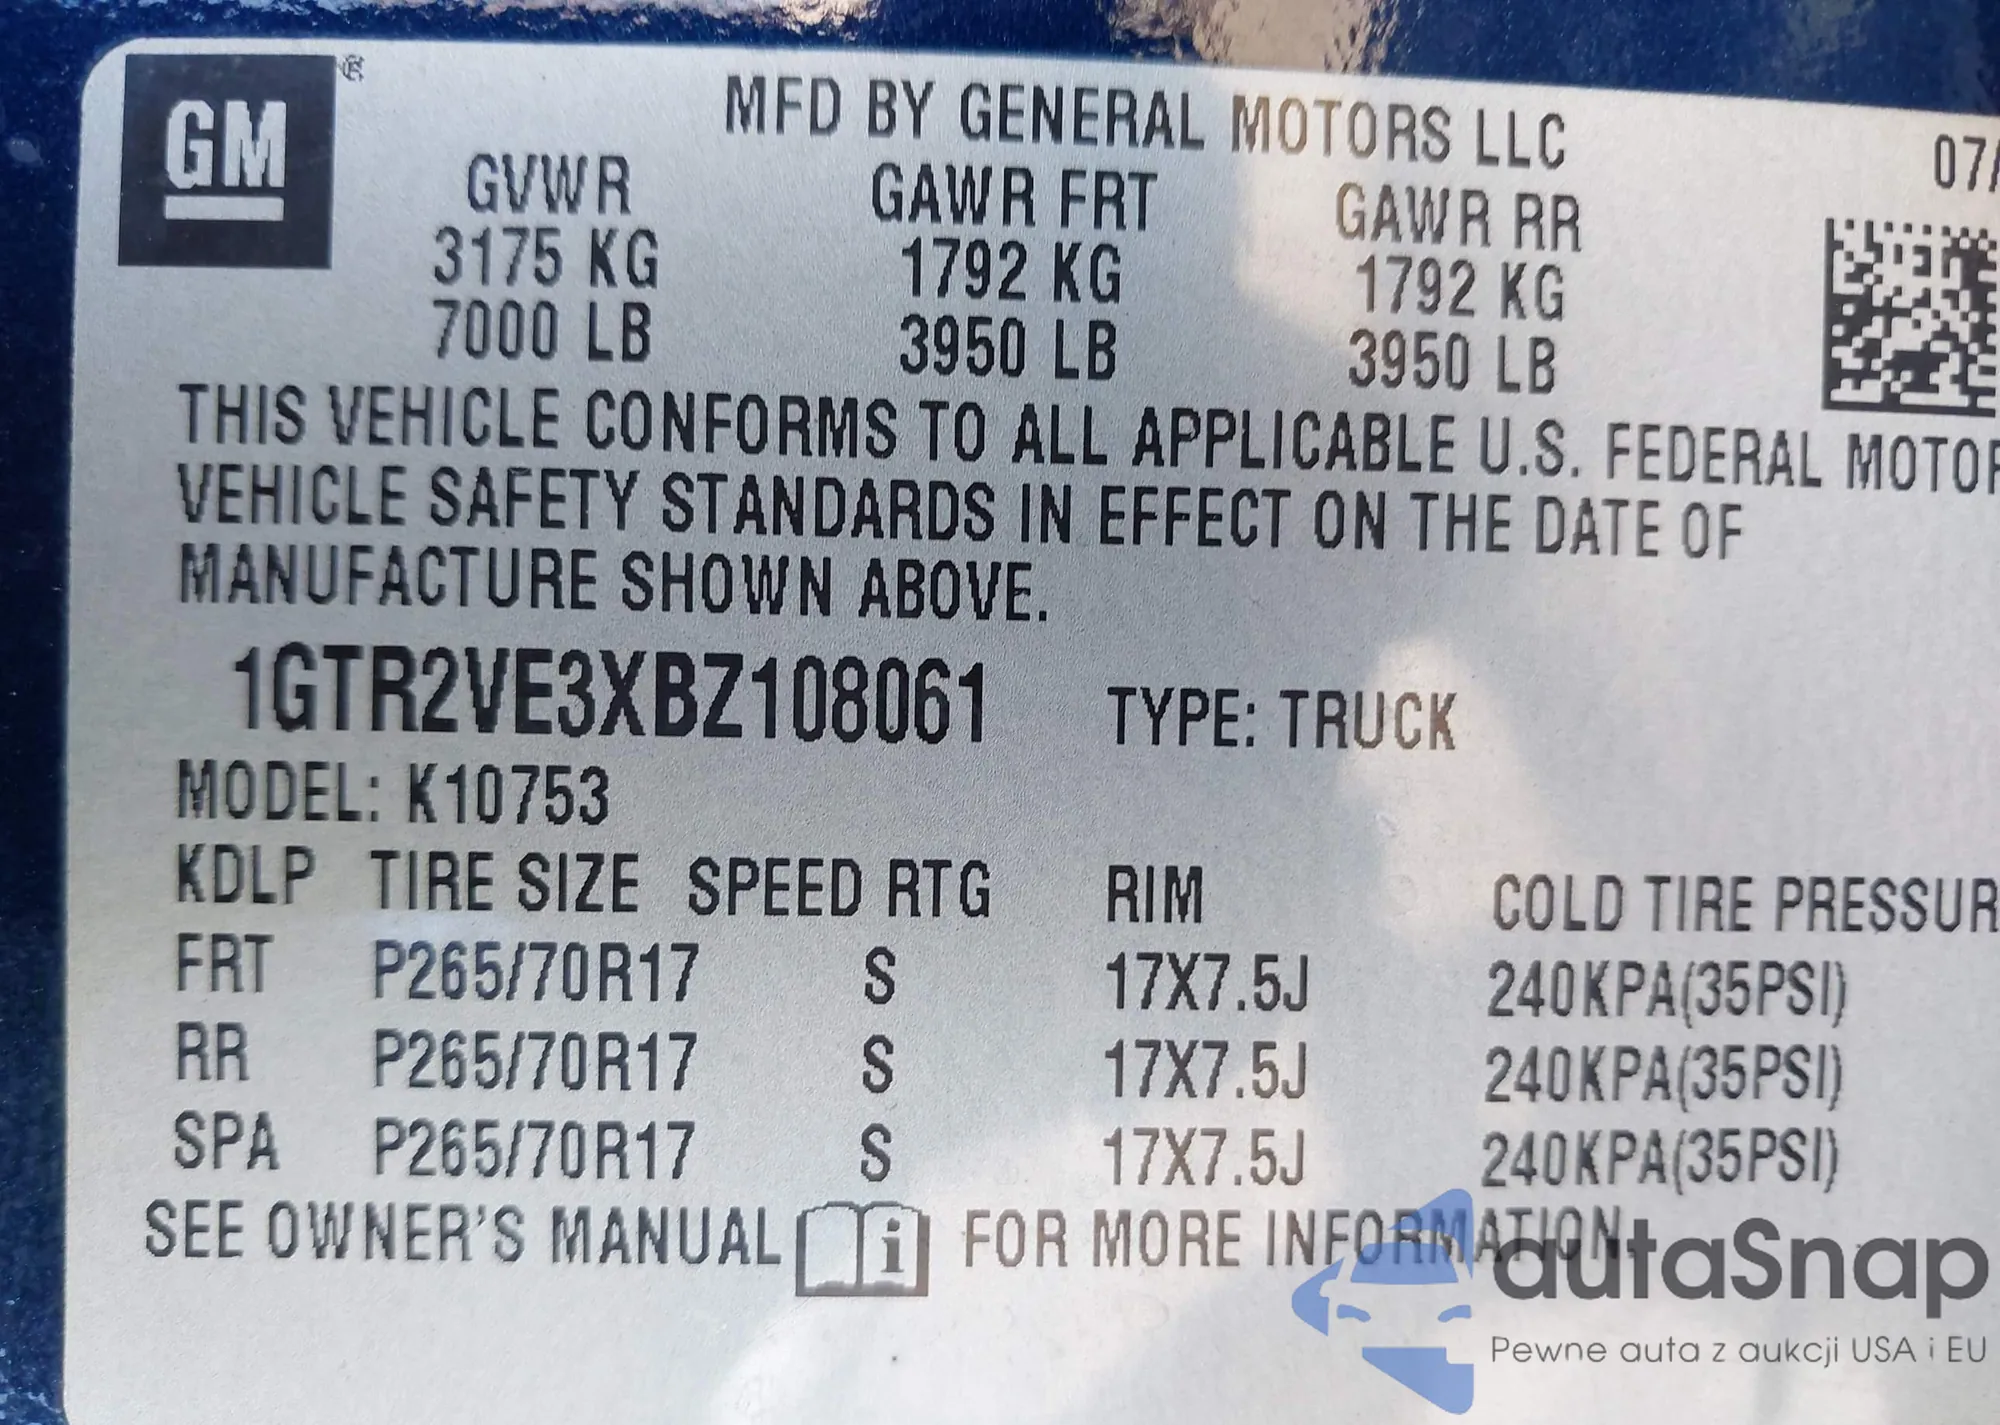 GM ®
MFD BY GENERAL MOTORS LLC 07/
GVWR GAWR FRT GAWR RR
3175 KG 1792 KG 1792 KG
7000 LB 3950 LB 3950 LB
THIS VEHICLE CONFORMS TO ALL APPLICABLE U.S. FEDERAL MOTOR
VEHICLE SAFETY STANDARDS IN EFFECT ON THE DATE OF
MANUFACTURE SHOWN ABOVE.
1GTR2VE3XBZ108061 TYPE: TRUCK
MODEL: K10753
KDLP TIRE SIZE SPEED RTG RIM COLD TIRE PRESSUR
FRT P265/70R17 S 17X7.5J 240KPA(35PSI)
RR P265/70R17 S 17X7.5J 240KPA(35PSI)
SPA P265/70R17 S 17X7.5J 240KPA(35PSI)
SEE OWNER'S MANUAL i FOR MORE INFORMATION.
autaSnap
Pewne auta z aukcji USA i EU